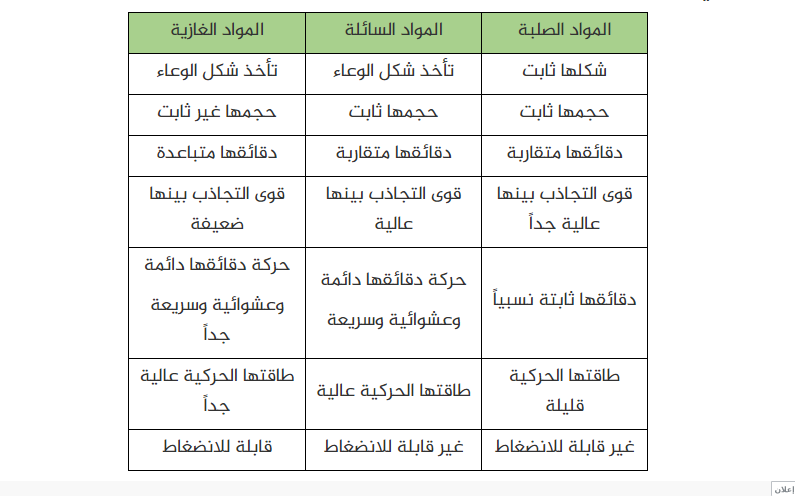 المواد الصلبة المواد السائلة المواد الغازية
شكلها ثابت تأخذ شكل الوعاء تأخذ شكل الوعاء
حجمها ثابت حجمها ثابت حجمها غير ثابت
دقائقها متقاربة دقائقها متقاربة دقائقها متباعدة
قوى التجاذب بينها
عالية جداً
قوى التجاذب بينها
عالية
قوى التجاذب بينها
ضعيفة
دقائقها ثابتة نسبياً
حركة دقائقها دائمة
وعشوائية وسريعة
حركة دقائقها دائمة
وعشوائية وسريعة
جداً
طاقتها الحركية
قليلة
طاقتها الحركية عالية
طاقتها الحركية عالية
جداً
غير قابلة للانضغاط غير قابلة للانضغاط قابلة للانضغاط
إعلان